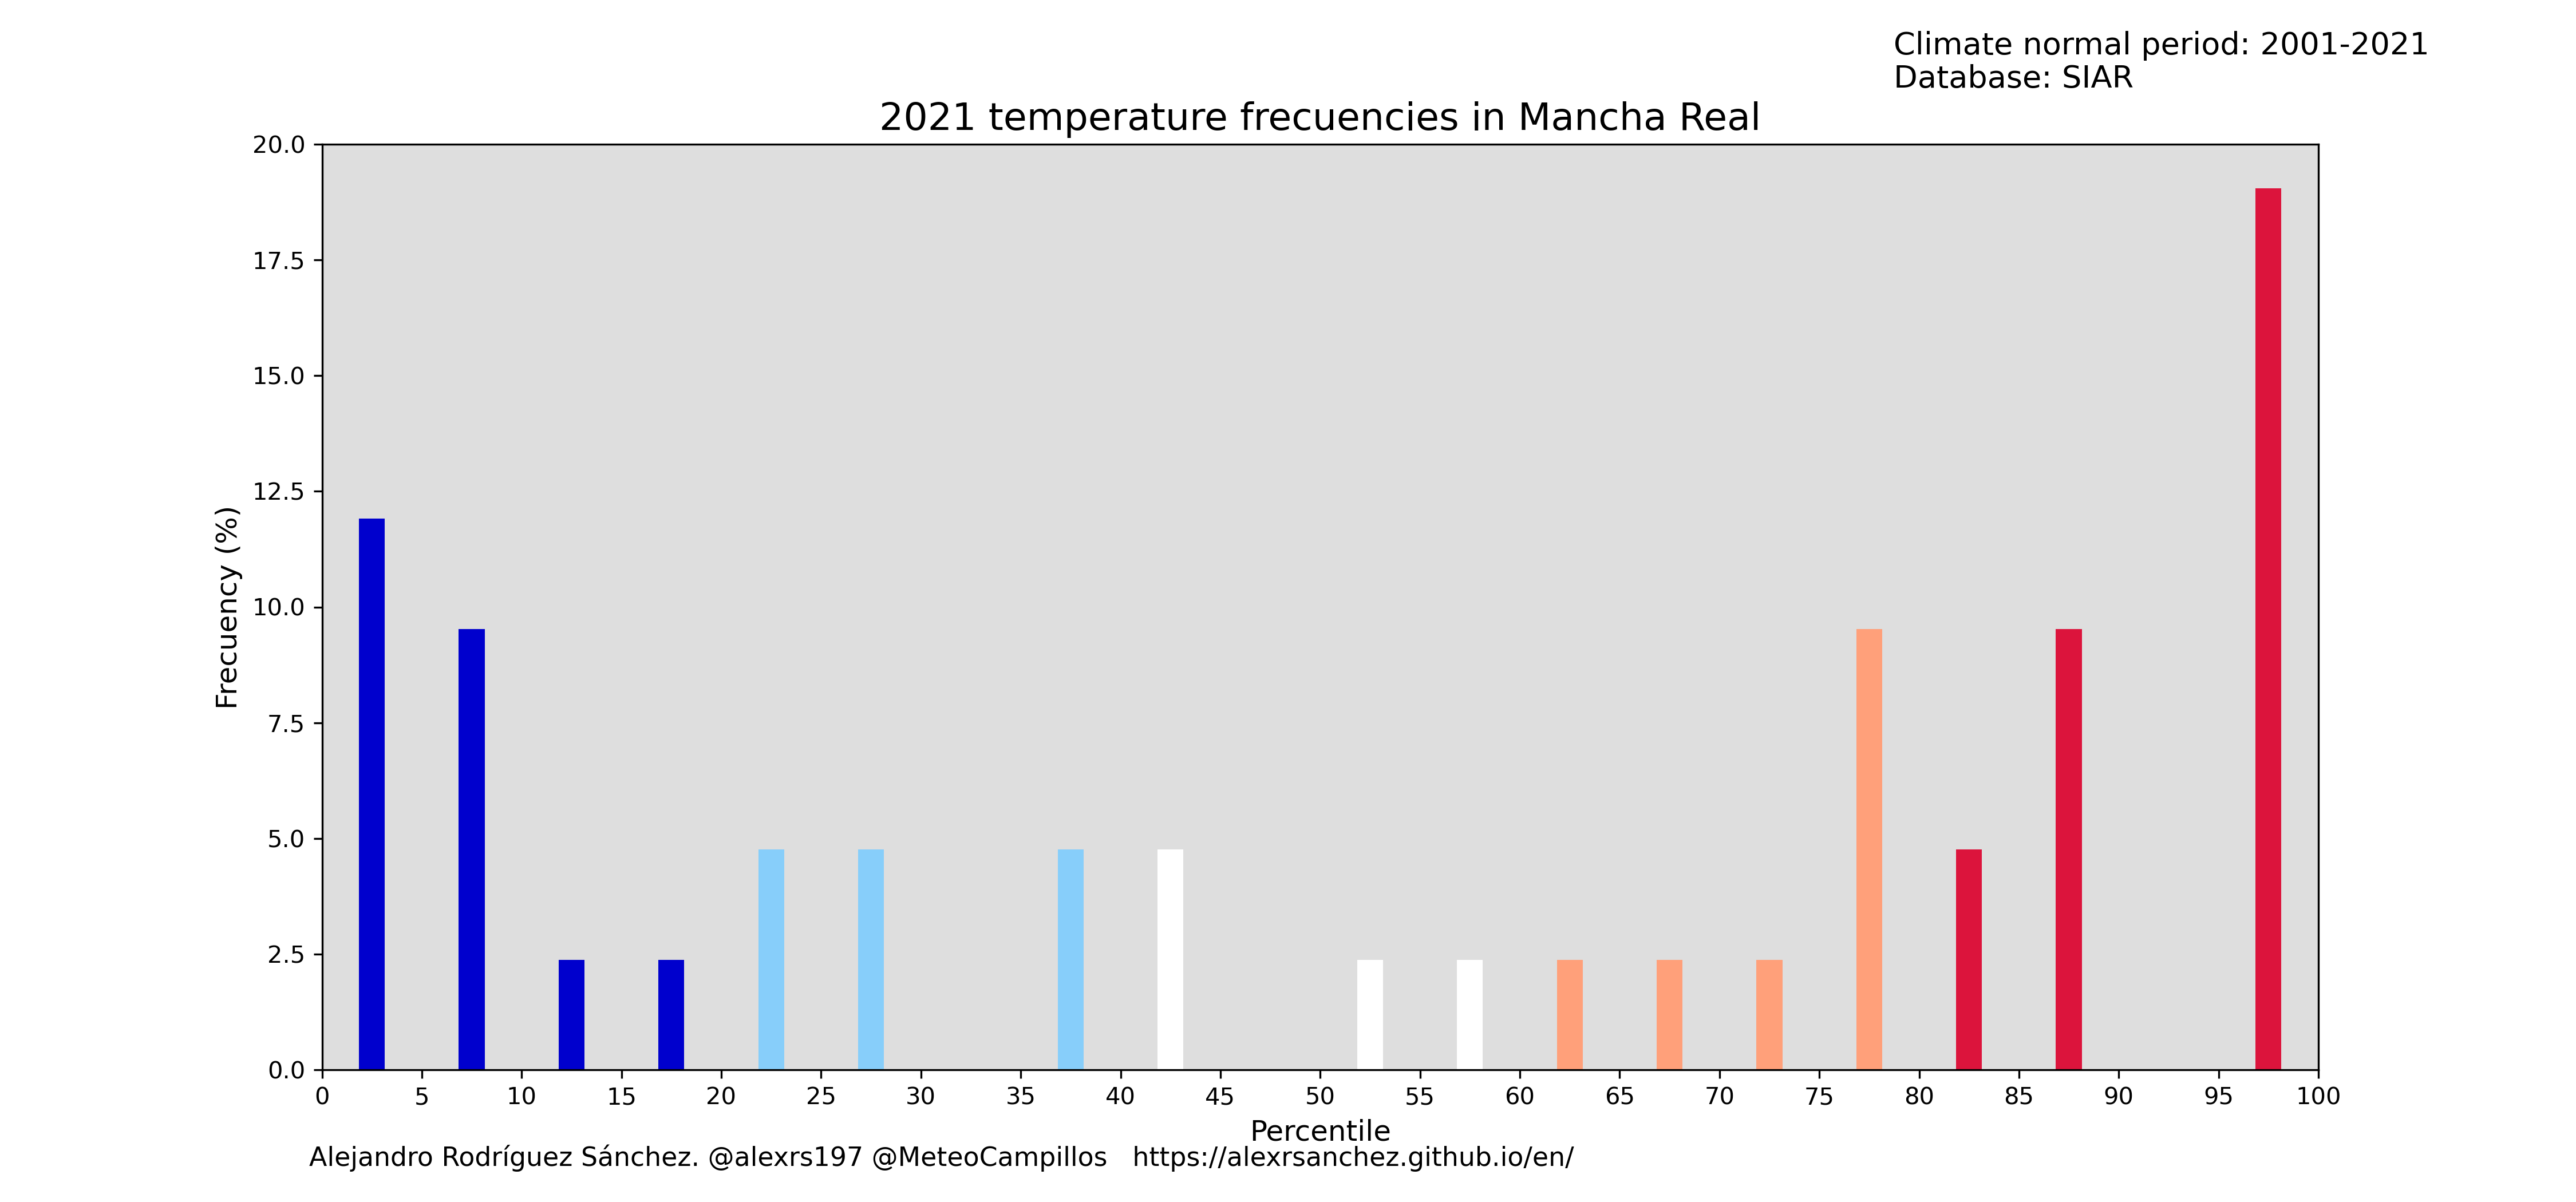 Climate normal period: 2001-2021
Database: SIAR
2021 temperature frecuencies in Mancha Real
20.0
17.5
15.0
12.5
10.0
7.5
5.0
2.5
0.0
Frecuency (%)
0 5 10 15 20 25 30 35 40 45 50 55 60 65 70 75 80 85 90 95 100
Percentile
Alejandro Rodríguez Sánchez. @alexrs197 @MeteoCampillos https://alexrsanchez.github.io/en/